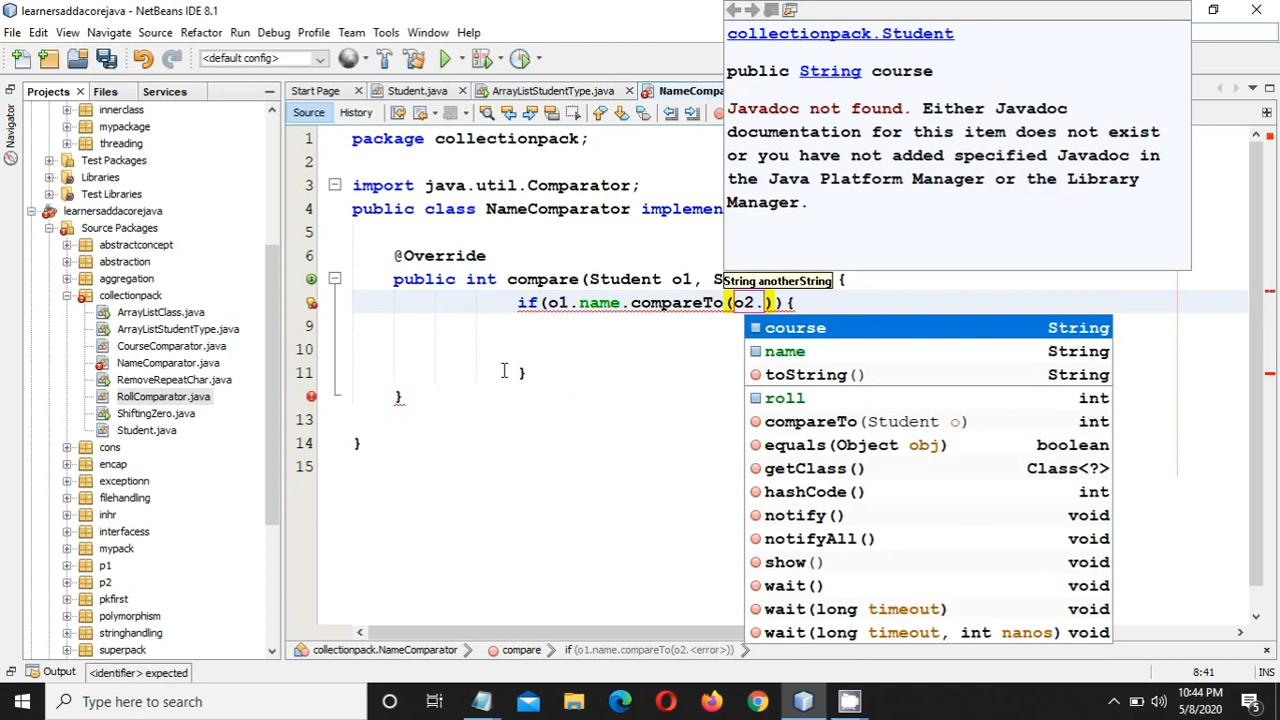 learnersaddacorejava - NetBeans IDE 8.1
File Edit View Navigate Source Refactor Run Debug Profile Team Tools Window Help
<default config>
Projects Files Services
Start Page Student.java ArrayListStudentType.java NameCompara
Navigator
innerclass
mypackage
threading
Test Packages
Libraries
Test Libraries
learnersaddacorejava
Source Packages
abstractconcept
abstraction
aggregation
collectionpack
ArrayListClass.java
ArrayListStudentType.java
CourseComparator.java
NameComparator.java
RemoveRepeatChar.java
RollComparator.java
ShiftingZero.java
Student.java
cons
encap
exceptionn
filehandling
inhr
interfacess
mypack
p1
p2
pkfirst
polymorphism
stringhandling
superpack
Source History
1 package collectionpack;
2
3 import java.util.Comparator;
4 public class NameComparator implemen
5
6 @Override
public int compare(Student o1, S {
if(o1.name.compareTo(o2.)){
9
10
11 }
}
13
14 }
15
collectionpack.Student
public String course
Javadoc not found. Either Javadoc
documentation for this item does not exist
or you have not added specified Javadoc in
the Java Platform Manager or the Library
Manager.
String anotherString
course String
name String
toString() String
roll int
compareTo(Student o) int
equals(Object obj) boolean
getClass() Class<?>
hashCode() int
notify() void
notifyAll() void
show() void
wait() void
wait(long timeout) void
wait(long timeout, int nanos) void
collectionpack.NameComparator compare if (o1.name.compareTo(o2.<error>))
Output <identifier> expected
8:41 INS
Type here to search
10:44 PM
5/8/2020
5